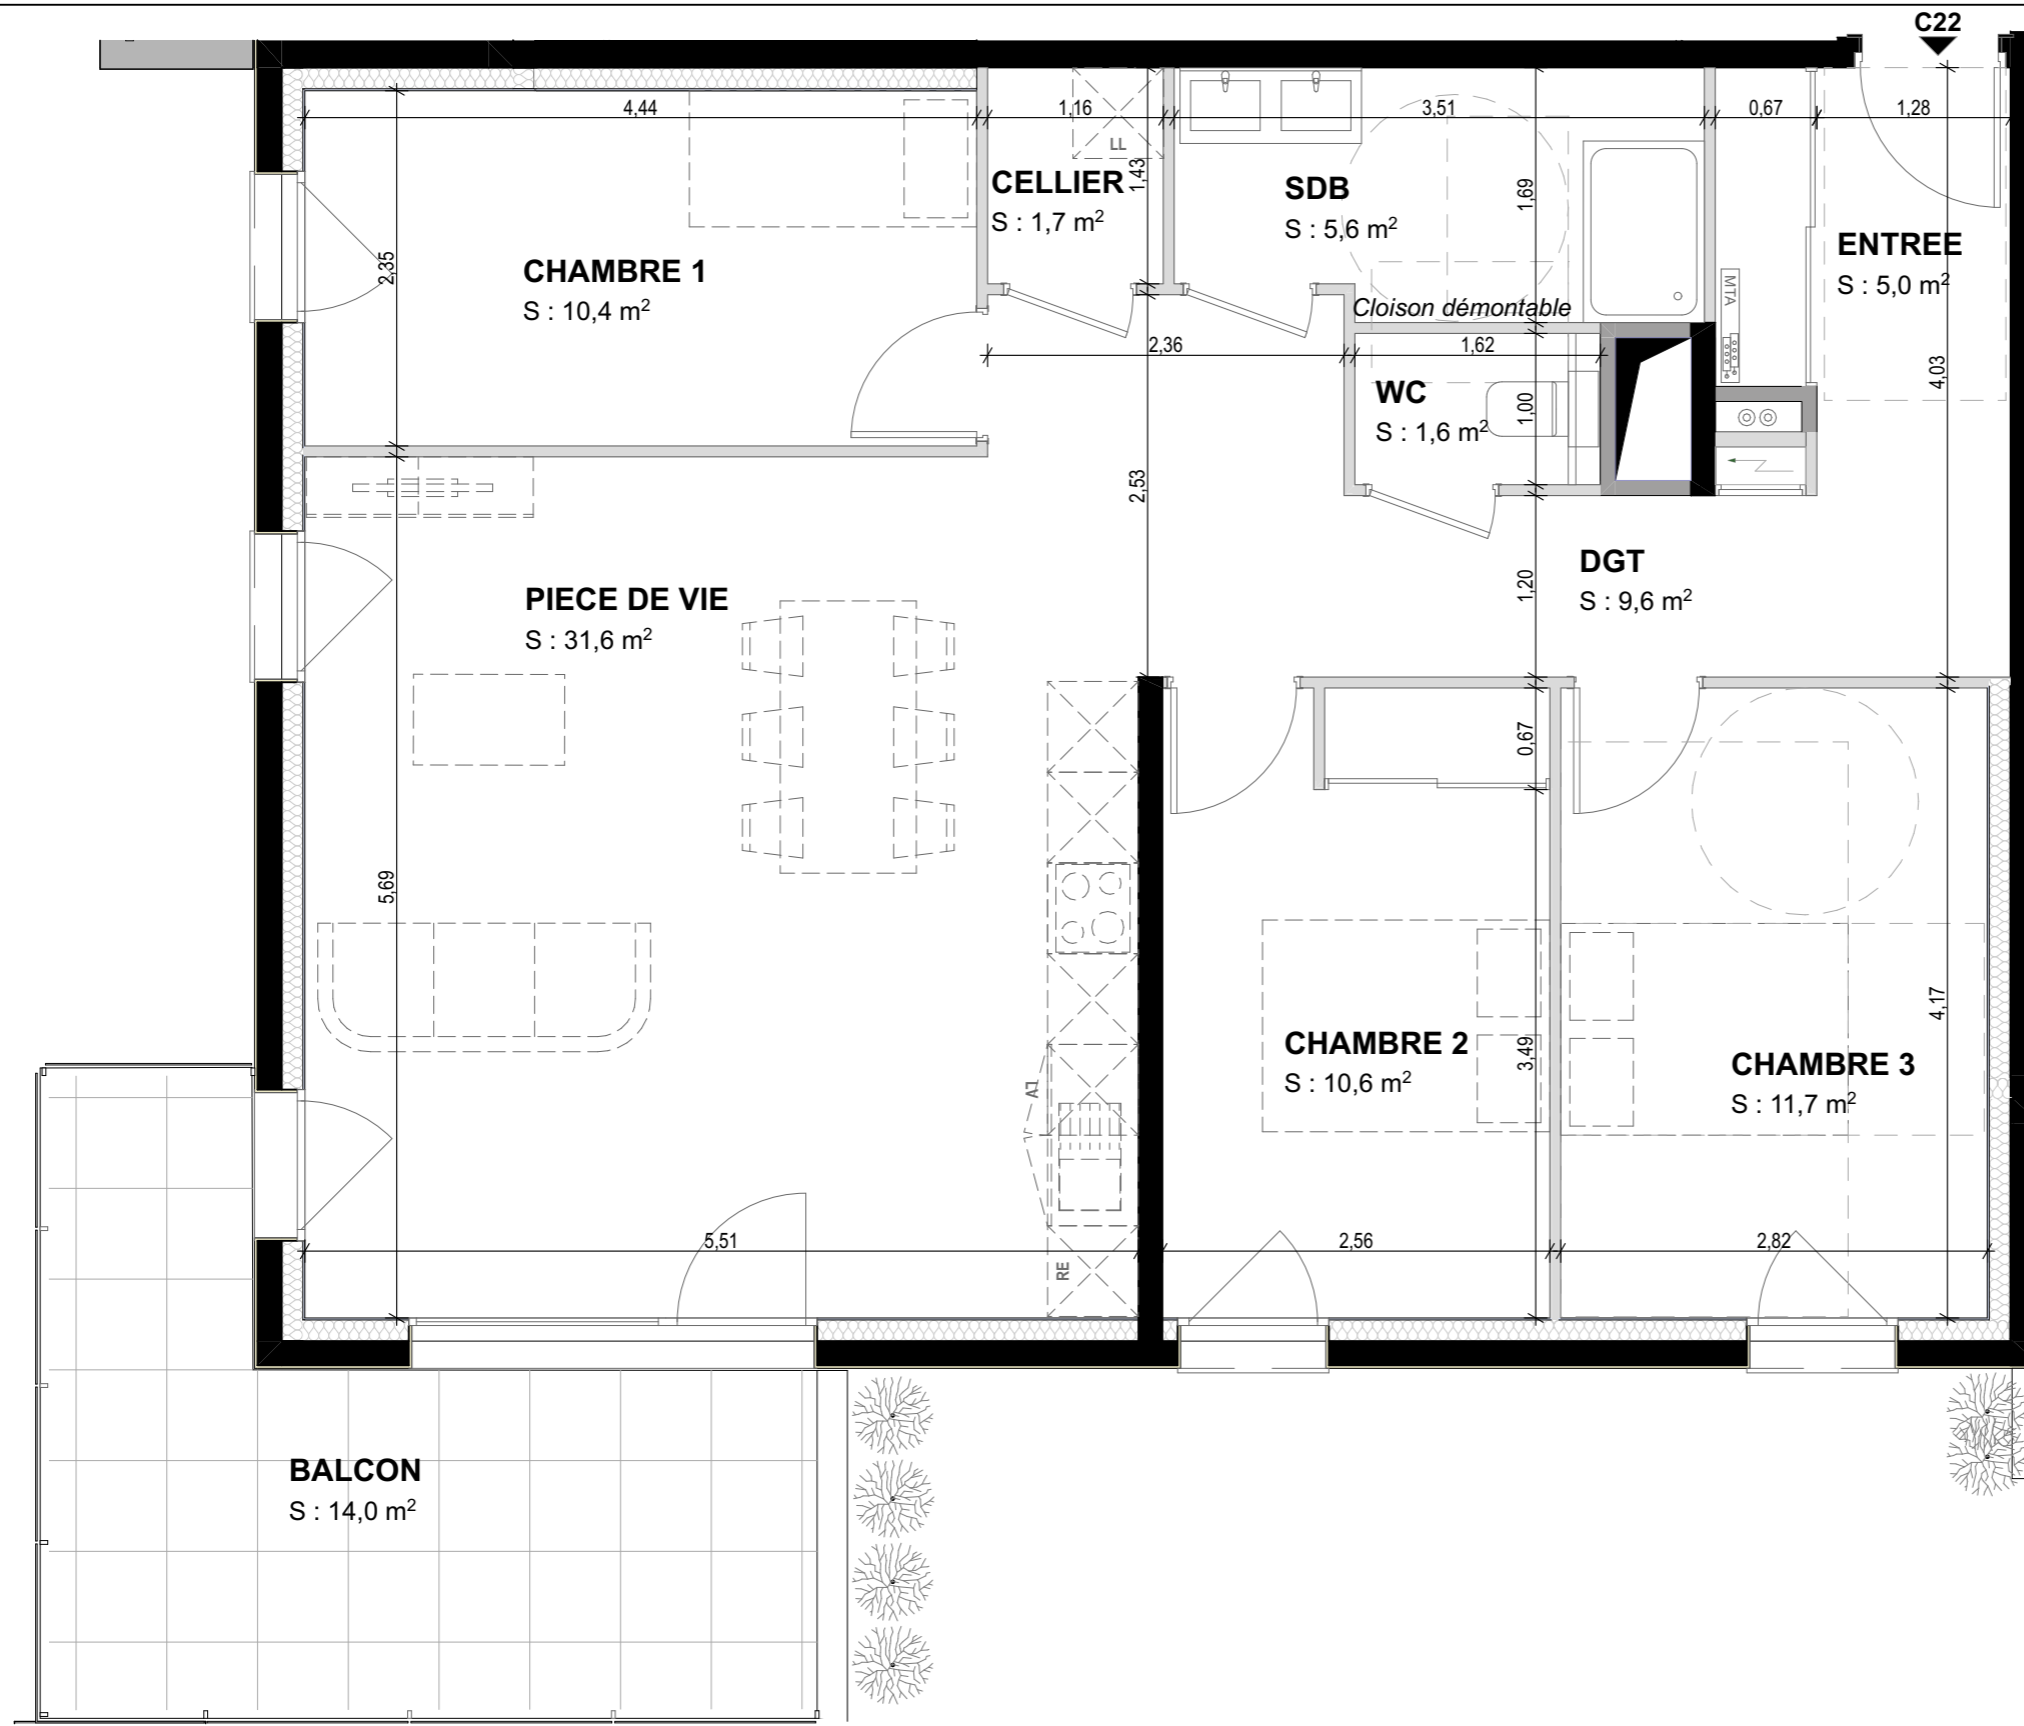 C22
4,44
1,16
3,51
0,67
1,28
LL
1,43
CELLIER
S : 1,7 m²
SDB
S : 5,6 m²
1,69
ENTREE
S : 5,0 m²
MTA
CHAMBRE 1
S : 10,4 m²
2,35
Cloison démontable
2,36
1,62
4,03
WC
S : 1,6 m²
1,00
2,53
DGT
S : 9,6 m²
1,20
PIECE DE VIE
S : 31,6 m²
0,67
5,69
CHAMBRE 2
S : 10,6 m²
3,49
4,17
CHAMBRE 3
S : 11,7 m²
LV
5,51
2,56
2,82
RE
BALCON
S : 14,0 m²